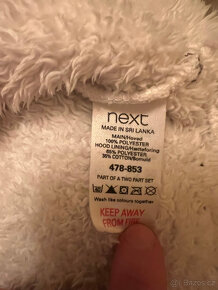 next
MADE IN SRI LANKA
MAIN/Hoved
100% POLYESTER
HOOD LINING/Hætteforing
65% POLYESTER
35% COTTON/Bomuld
478-853
PART OF A TWO PART SET
Wash like colours together
KEEP AWAY
FROM FIRE